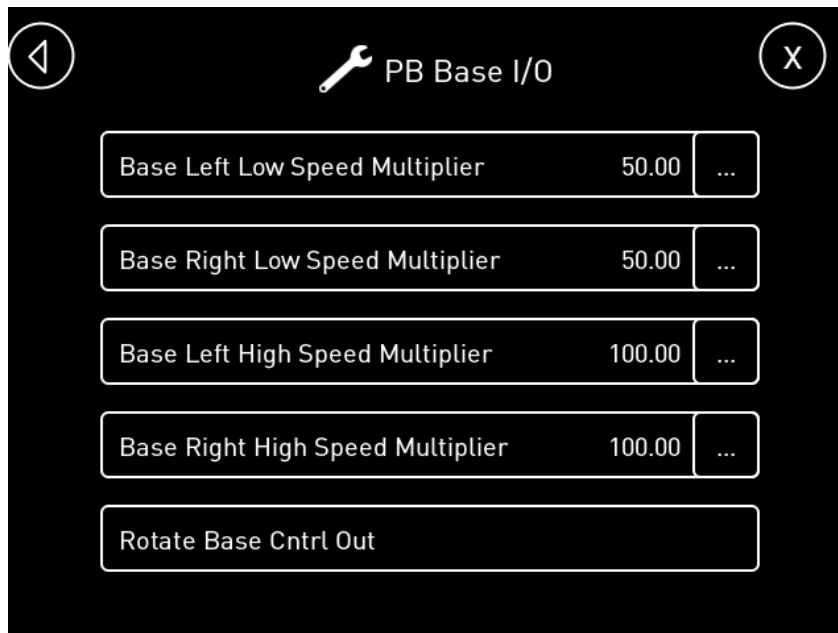 PB Base I/O
X
Base Left Low Speed Multiplier 50.00 ...
Base Right Low Speed Multiplier 50.00 ...
Base Left High Speed Multiplier 100.00 ...
Base Right High Speed Multiplier 100.00 ...
Rotate Base Cntrl Out